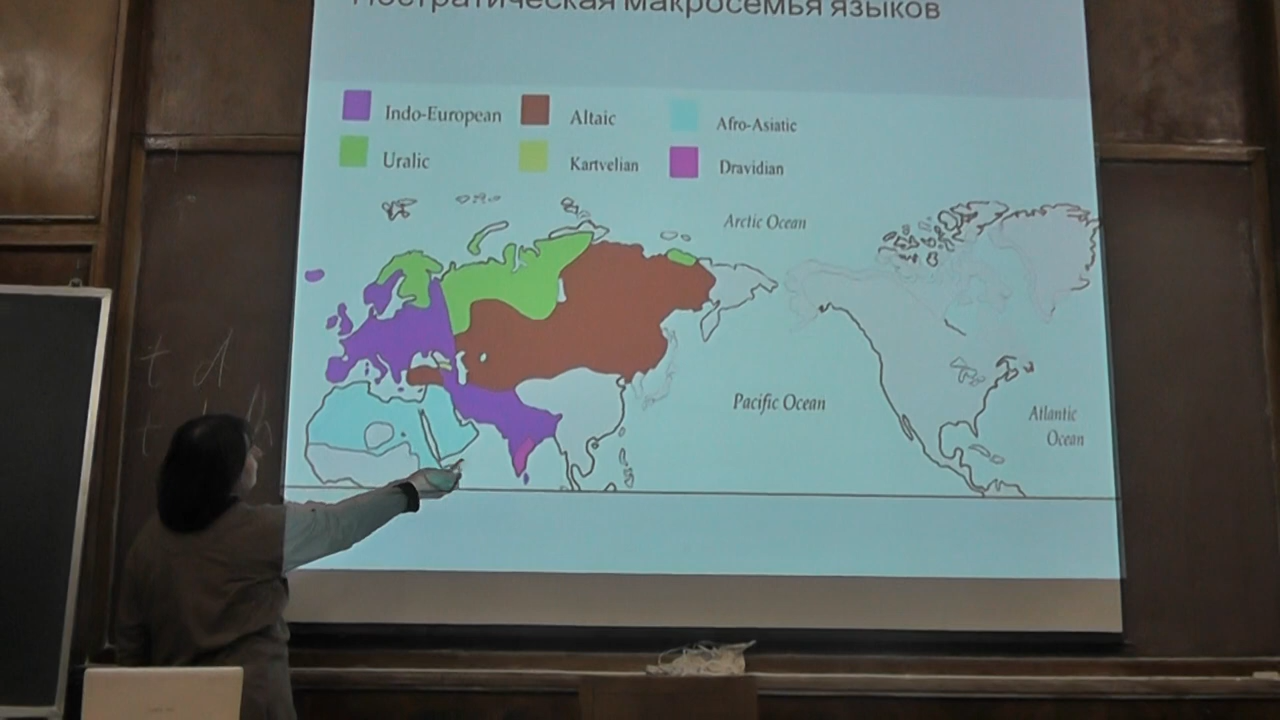 Ностратическая макросемья языков
Indo-European Altaic Afro-Asiatic
Uralic Kartvelian Dravidian
Arctic Ocean
Pacific Ocean
Atlantic
Ocean
t d
t